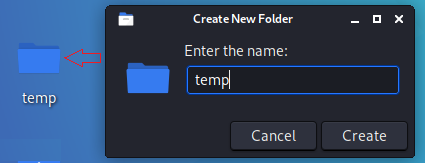 Create New Folder
Enter the name:
temp
temp
Cancel
Create